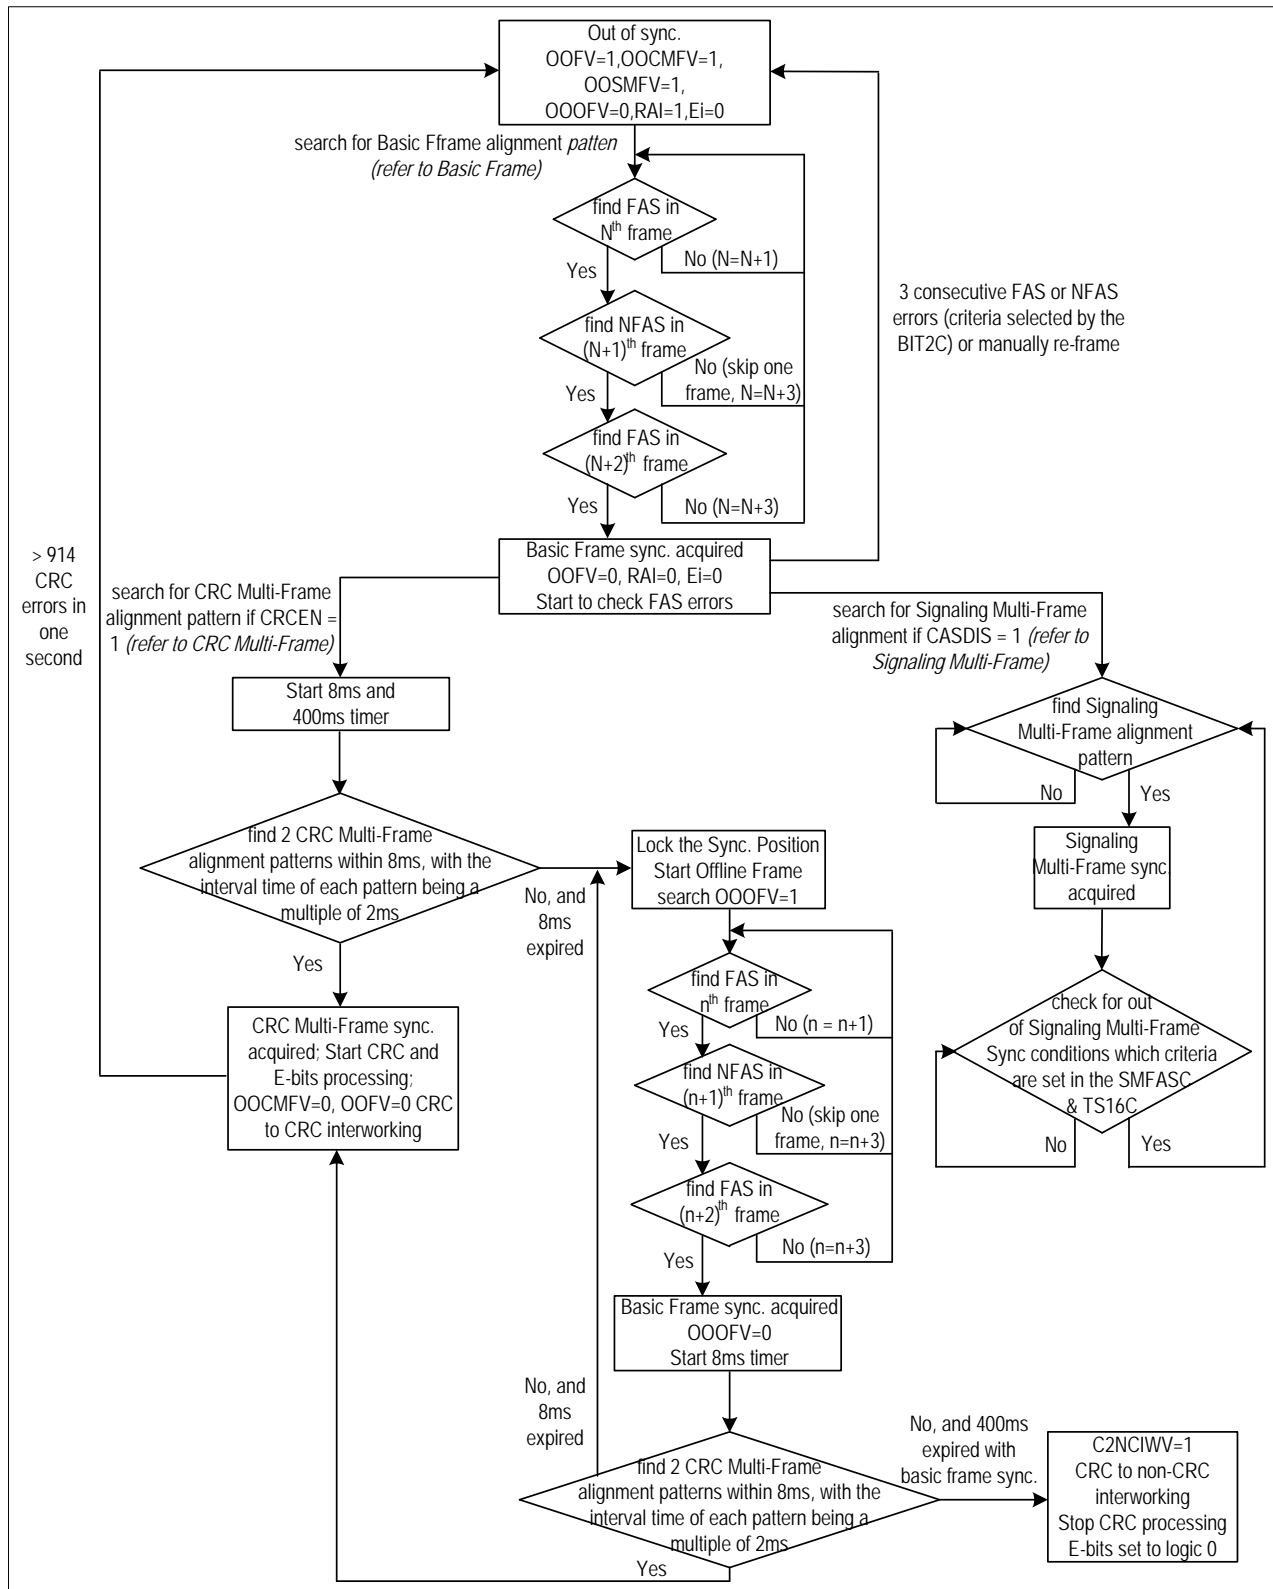 Out of sync.
OOFV=1,OOCMFV=1,
OOSMFV=1,
OOOFV=0,RAI=1,Ei=0
search for Basic Fframe alignment patten
(refer to Basic Frame)
find FAS in
Nth frame
No (N=N+1)
Yes
find NFAS in
(N+1)th frame
No (skip one
frame, N=N+3)
Yes
find FAS in
(N+2)th frame
No (N=N+3)
Yes
3 consecutive FAS or NFAS
errors (criteria selected by the
BIT2C) or manually re-frame
Basic Frame sync. acquired
OOFV=0, RAI=0, Ei=0
Start to check FAS errors
> 914
CRC
errors in
one
second
search for CRC Multi-Frame
alignment pattern if CRCEN =
1 (refer to CRC Multi-Frame)
search for Signaling Multi-Frame
alignment if CASDIS = 1 (refer to
Signaling Multi-Frame)
Start 8ms and
400ms timer
find Signaling
Multi-Frame alignment
pattern
No
Yes
find 2 CRC Multi-Frame
alignment patterns within 8ms, with the
interval time of each pattern being a
multiple of 2ms
No, and
8ms
expired
Yes
Lock the Sync. Position
Start Offline Frame
search OOOFV=1
Signaling
Multi-Frame sync.
acquired
find FAS in
nth frame
No (n = n+1)
Yes
find NFAS in
(n+1)th frame
No (skip one
frame, n=n+3)
Yes
find FAS in
(n+2)th frame
No (n=n+3)
Yes
check for out
of Signaling Multi-Frame
Sync conditions which criteria
are set in the SMFASC
& TS16C
No
Yes
CRC Multi-Frame sync.
acquired; Start CRC and
E-bits processing;
OOCMFV=0, OOFV=0 CRC
to CRC interworking
Basic Frame sync. acquired
OOOFV=0
Start 8ms timer
No, and
8ms
expired
find 2 CRC Multi-Frame
alignment patterns within 8ms, with the
interval time of each pattern being a
multiple of 2ms
Yes
No, and 400ms
expired with
basic frame sync.
C2NCIWV=1
CRC to non-CRC
interworking
Stop CRC processing
E-bits set to logic 0